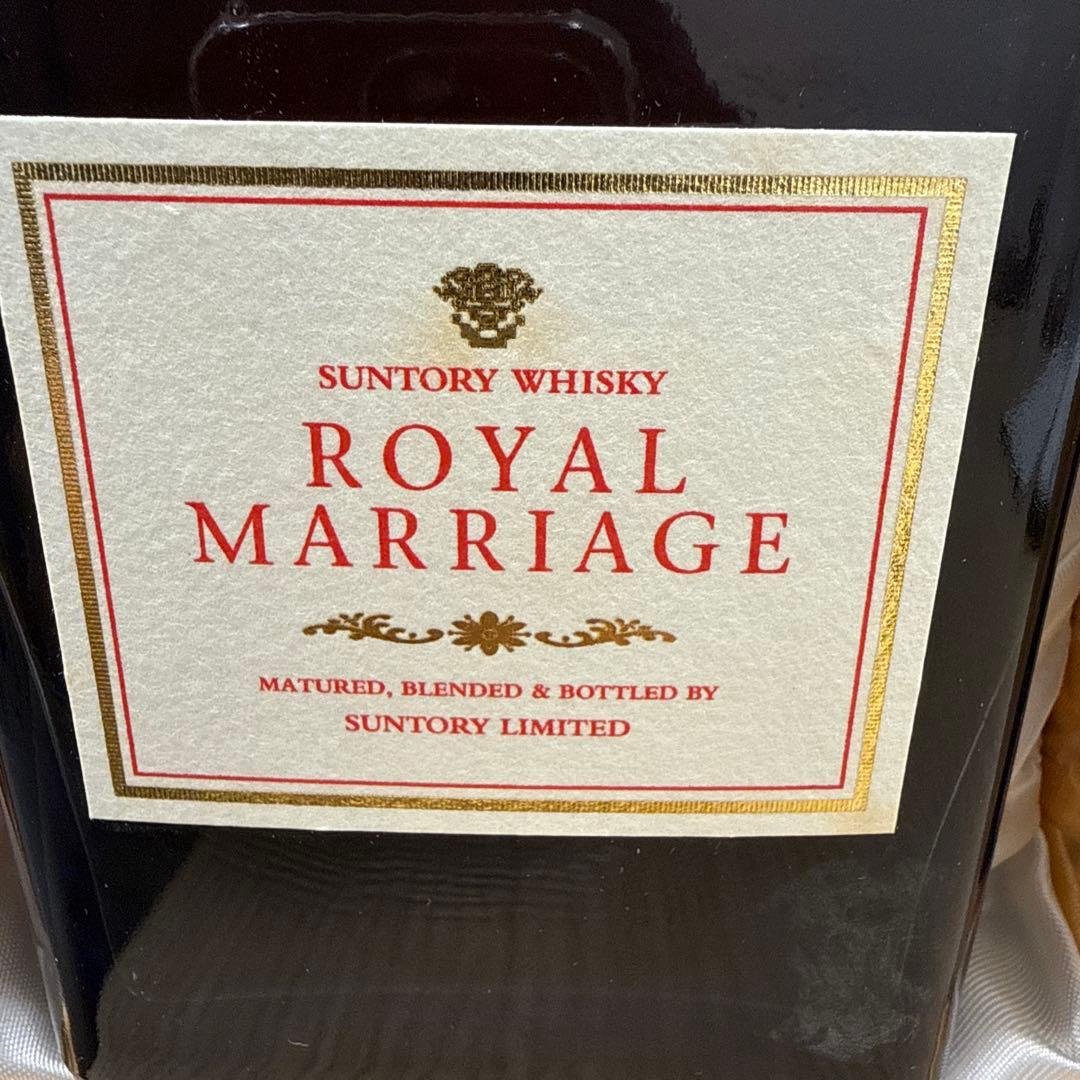 SUNTORY WHISKY
ROYAL
MARRIAGE
MATURED, BLENDED & BOTTLED BY
SUNTORY LIMITED